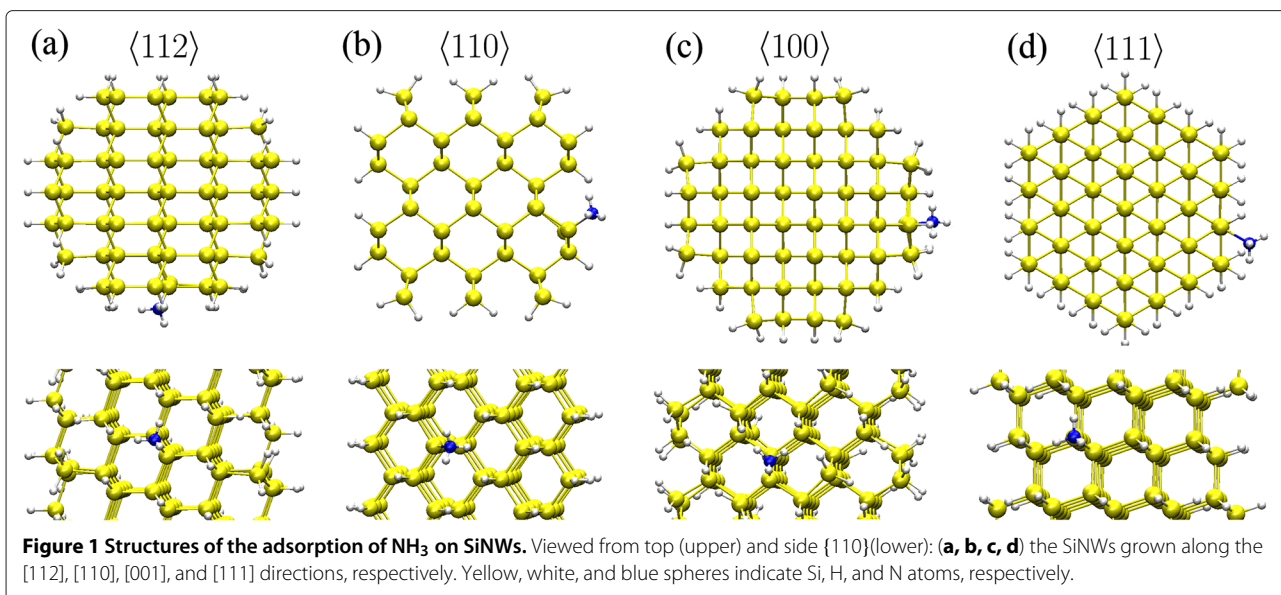 (a) ⟨112⟩ (b) ⟨110⟩ (c) ⟨100⟩ (d) ⟨111⟩
Figure 1 Structures of the adsorption of NH₃ on SiNWs. Viewed from top (upper) and side {110}(lower): (a, b, c, d) the SiNWs grown along the
[112], [110], [001], and [111] directions, respectively. Yellow, white, and blue spheres indicate Si, H, and N atoms, respectively.